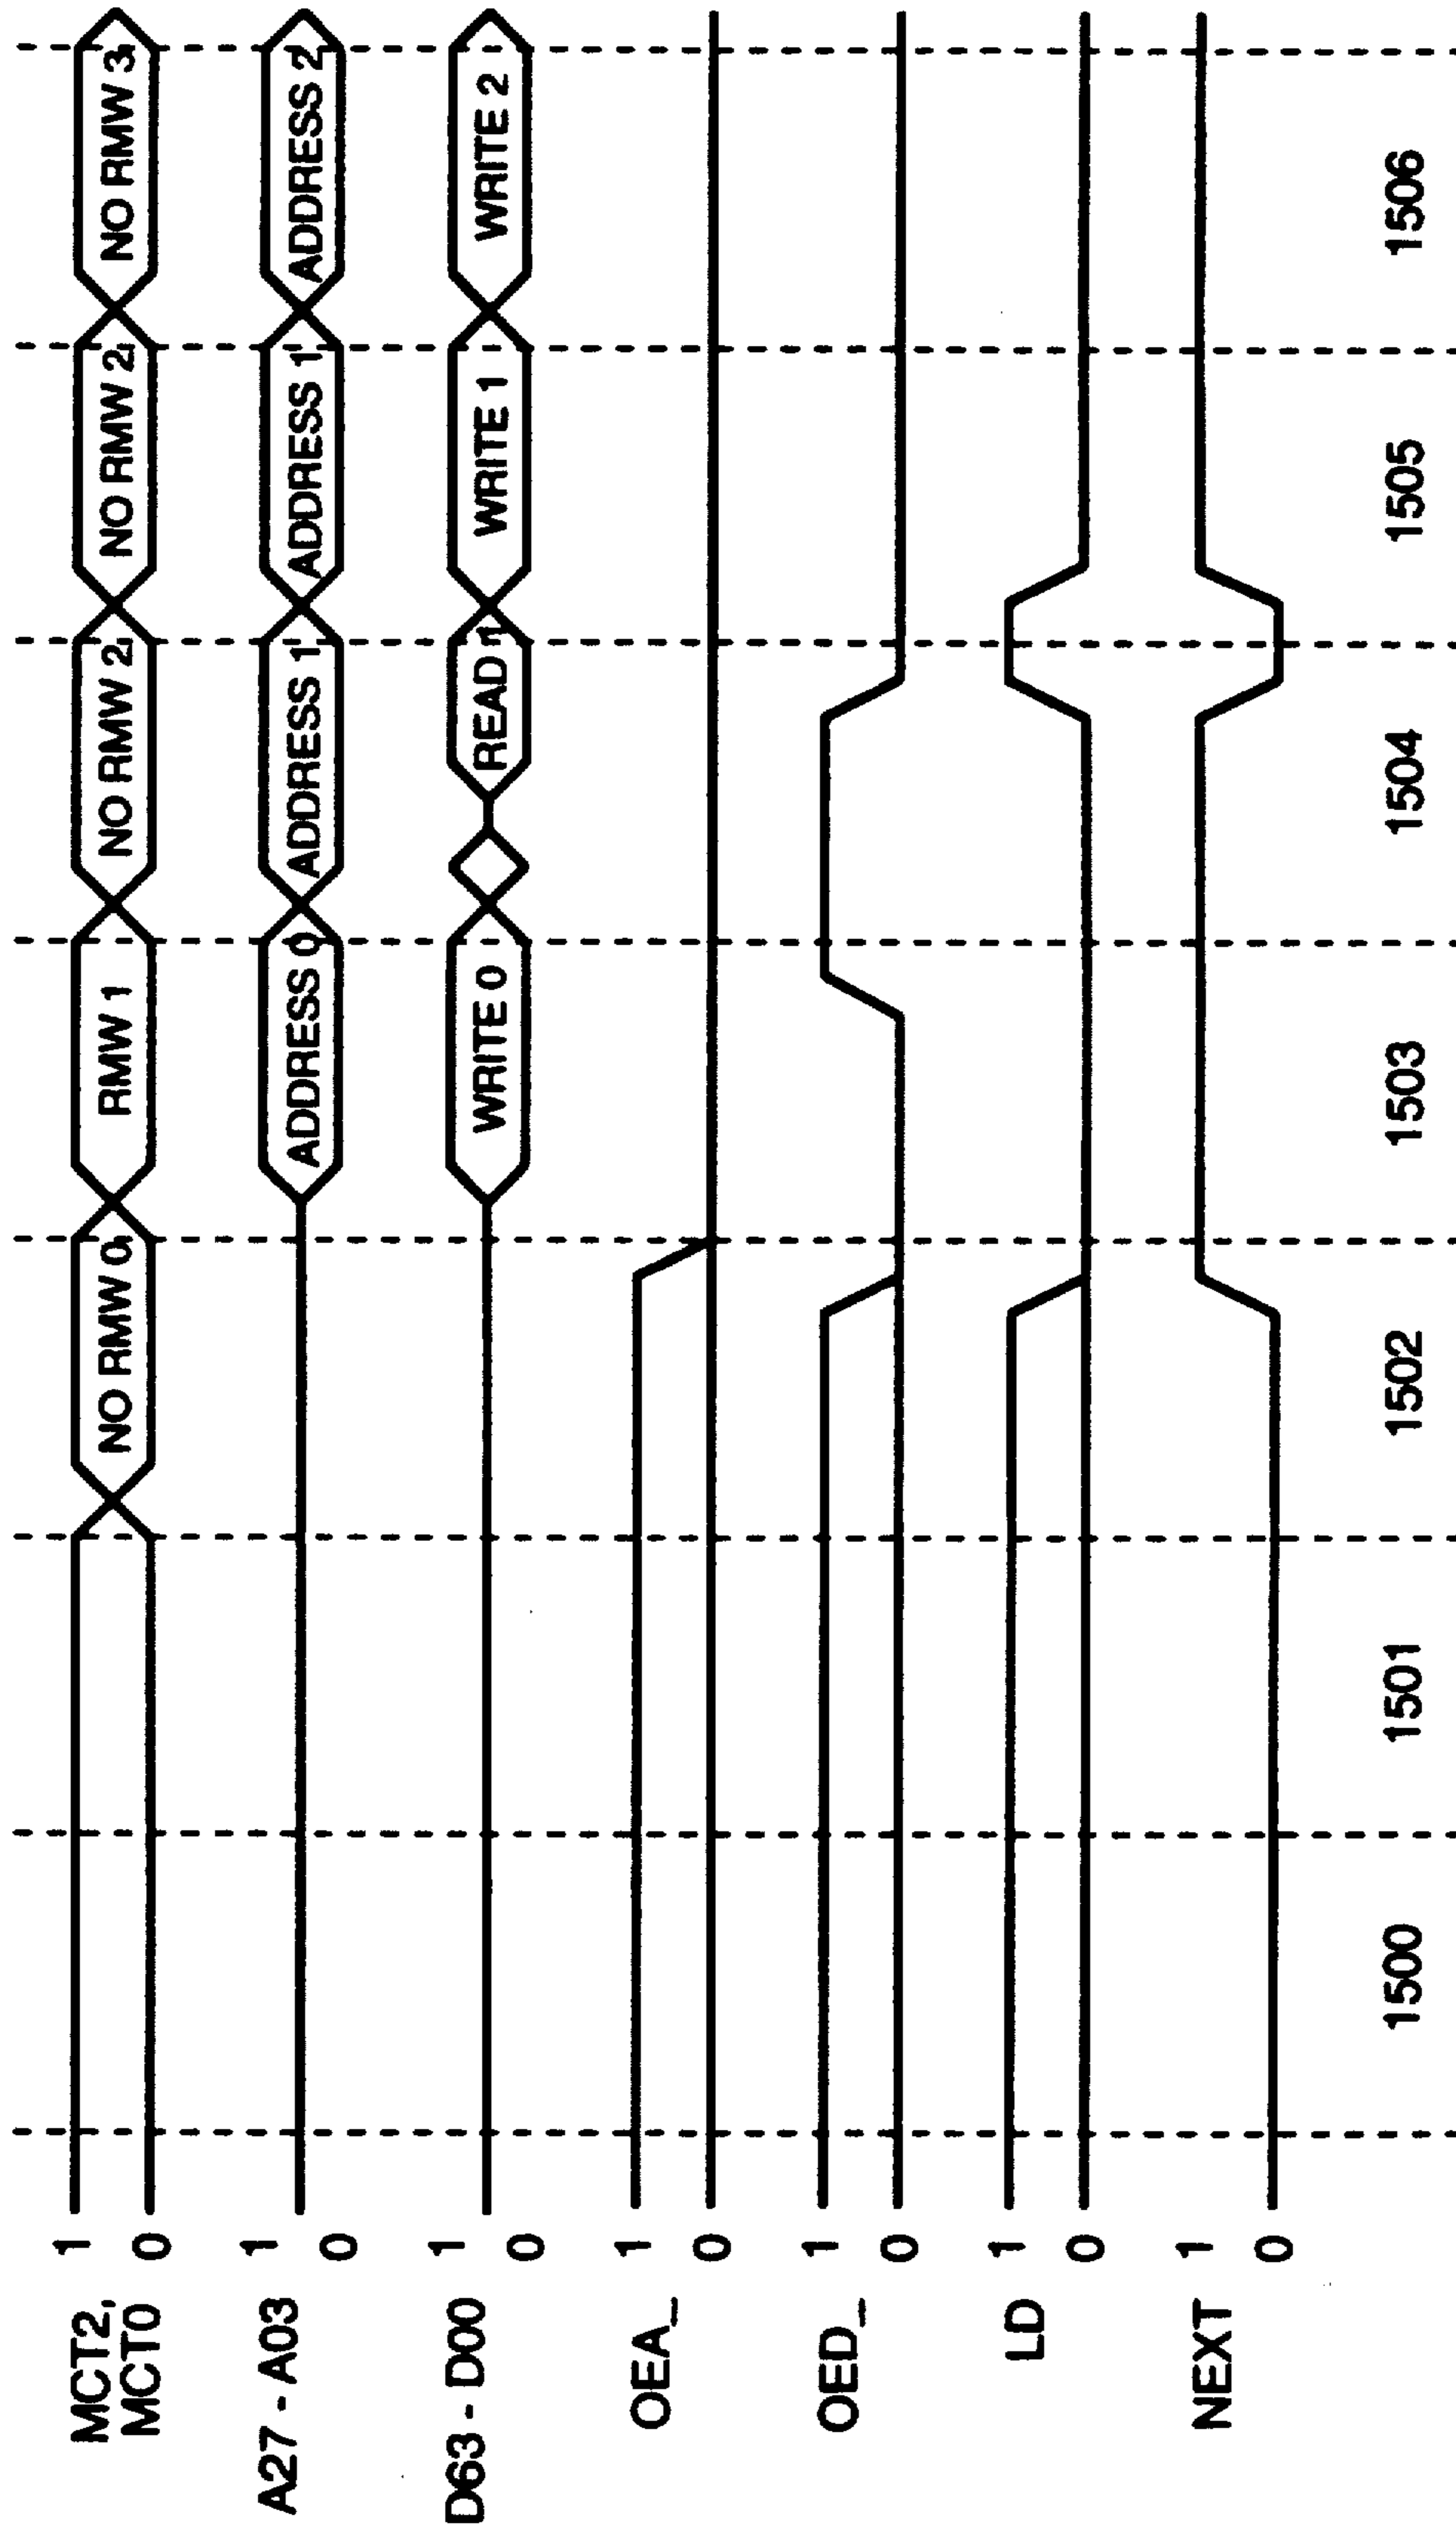 MCT2,
MCT0
1
0
NO RMW 0
RMW 1
NO RMW 2
NO RMW 2
NO RMW 3
A27 - A03
1
0
ADDRESS 0
ADDRESS 1
ADDRESS 1
ADDRESS 2
D63 - D00
1
0
WRITE 0
READ 1
WRITE 1
WRITE 2
OEA_
1
0
OED_
1
0
LD
1
0
NEXT
1
0
1500
1501
1502
1503
1504
1505
1506